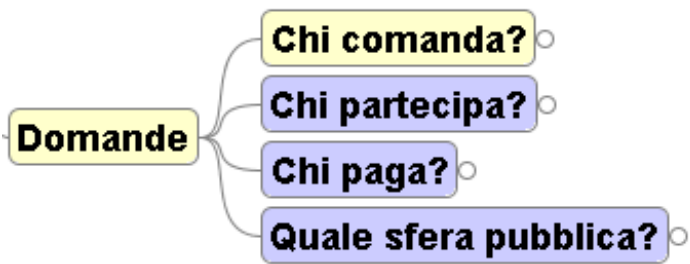 Chi comanda?
Chi partecipa?
Domande
Chi paga?
Quale sfera pubblica?